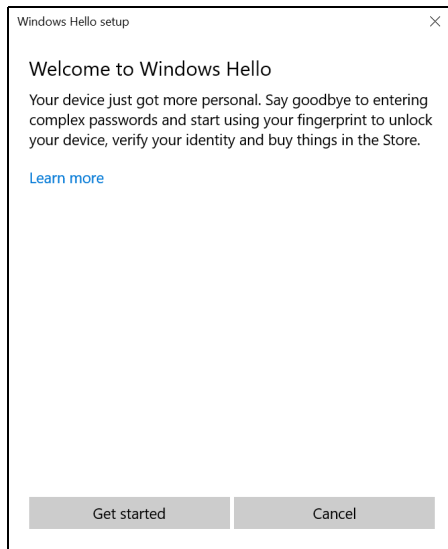 Windows Hello setup
Welcome to Windows Hello
Your device just got more personal. Say goodbye to entering
complex passwords and start using your fingerprint to unlock
your device, verify your identity and buy things in the Store.
Learn more
Get started
Cancel